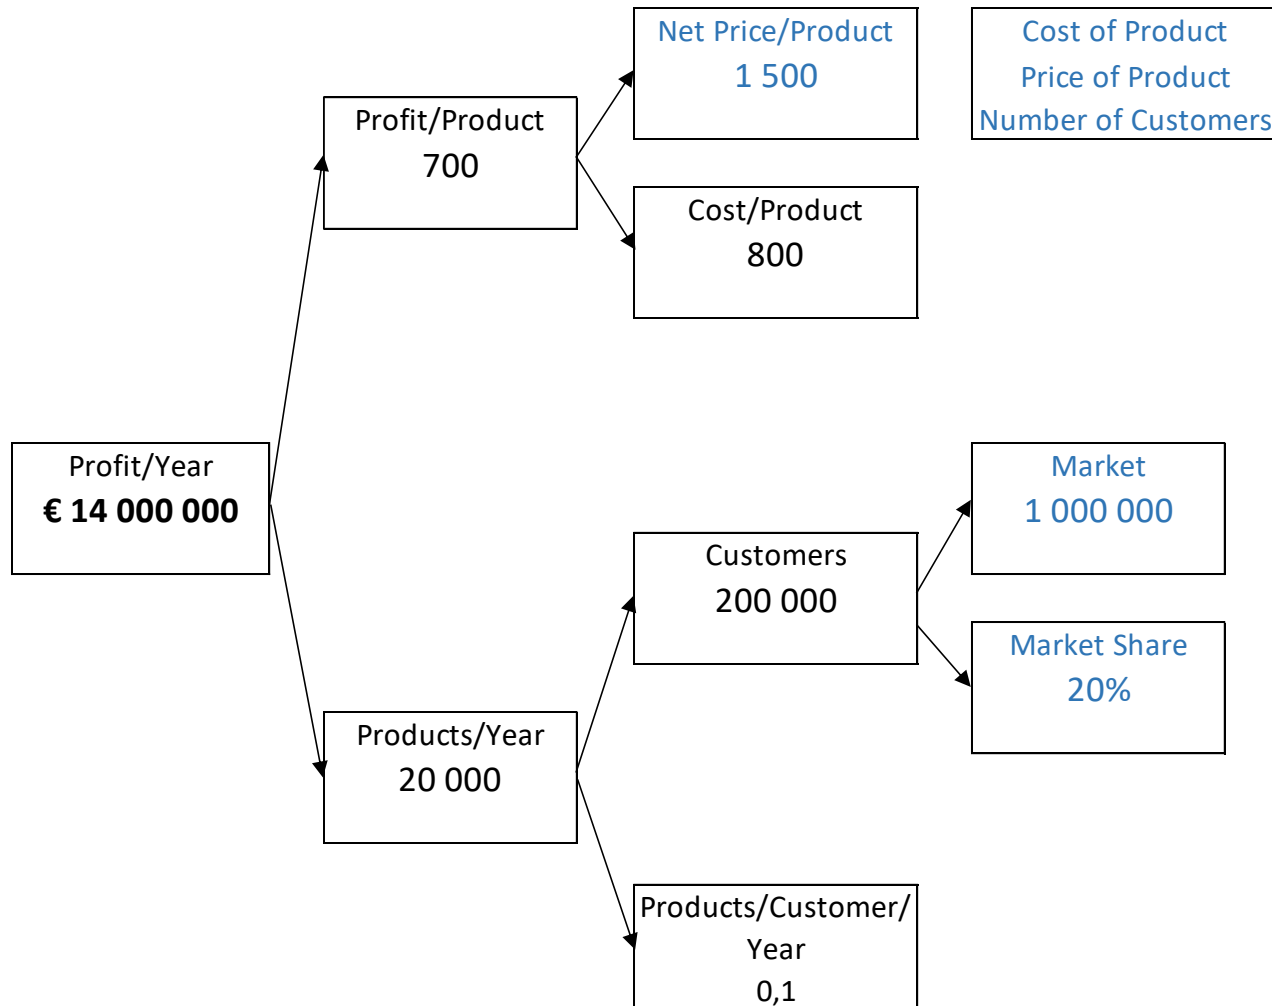 Net Price/Product
1 500
Cost of Product
Price of Product
Number of Customers
Profit/Product
700
Cost/Product
800
Profit/Year
€ 14 000 000
Market
1 000 000
Customers
200 000
Market Share
20%
Products/Year
20 000
Products/Customer/
Year
0,1